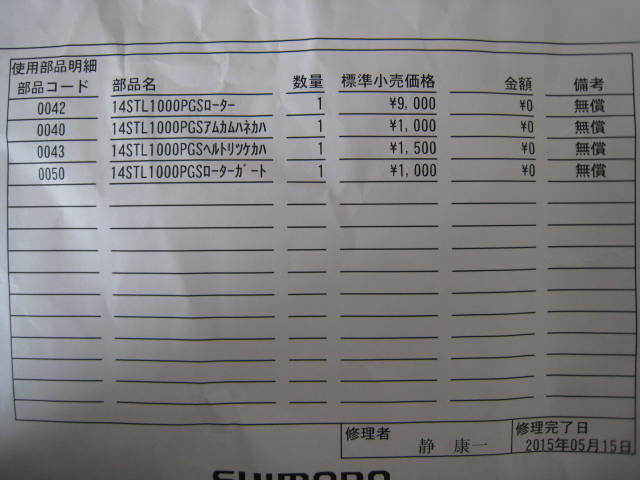 使用部品明細
部品コード 部品名 数量 標準小売価格 金額 備考
0042 14STL1000PGSﾛｰﾀｰ 1 ¥9,000 ¥0 無償
0040 14STL1000PGSｱﾑｶﾑﾊﾈｶﾊ 1 ¥1,000 ¥0 無償
0043 14STL1000PGSﾍﾙﾄﾘﾂｹｶﾊ 1 ¥1,500 ¥0 無償
0050 14STL1000PGSﾛｰﾀｰｶﾞｰﾄ 1 ¥1,000 ¥0 無償
修理者 静 康一
修理完了日
2015年05月15日
SHIMANO